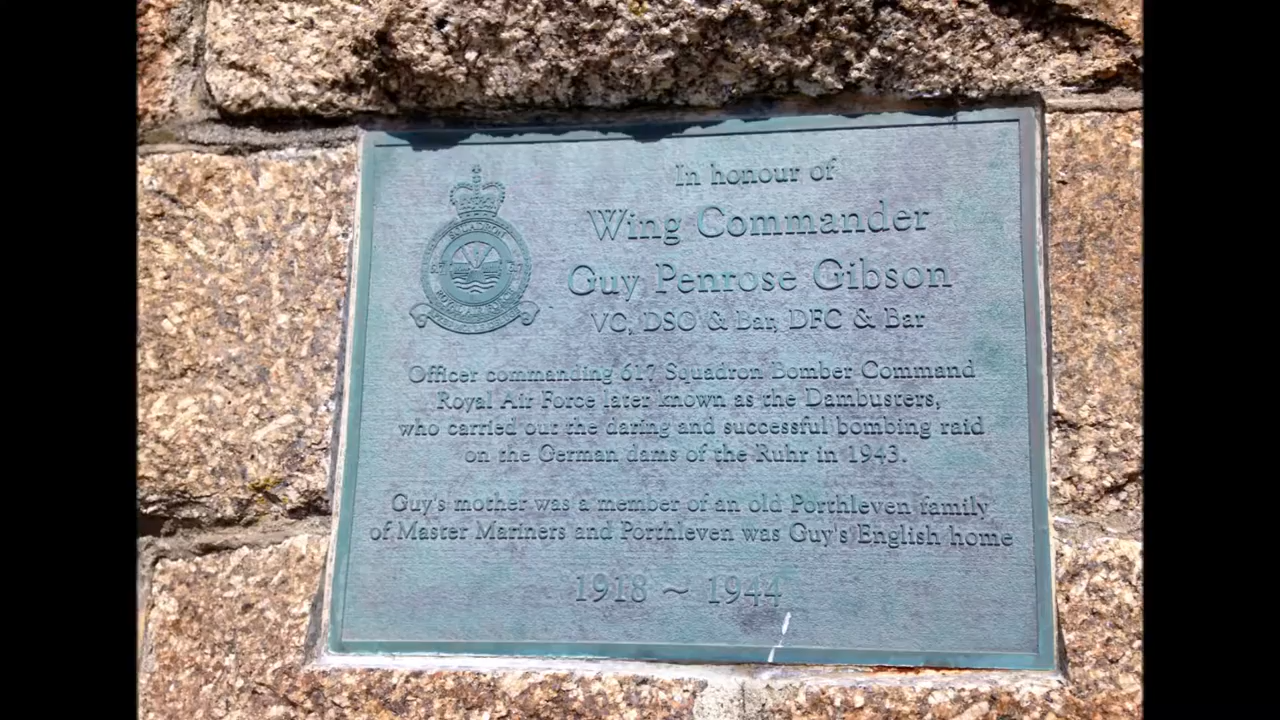 In honour of
Wing Commander
Guy Penrose Gibson
VC, DSO & Bar, DFC & Bar
Officer commanding 617 Squadron Bomber Command
Royal Air Force later known as the Dambusters,
who carried out the daring and successful bombing raid
on the German dams of the Ruhr in 1943.
Guy's mother was a member of an old Porthleven family
of Master Mariners and Porthleven was Guy's English home
1918 ~ 1944